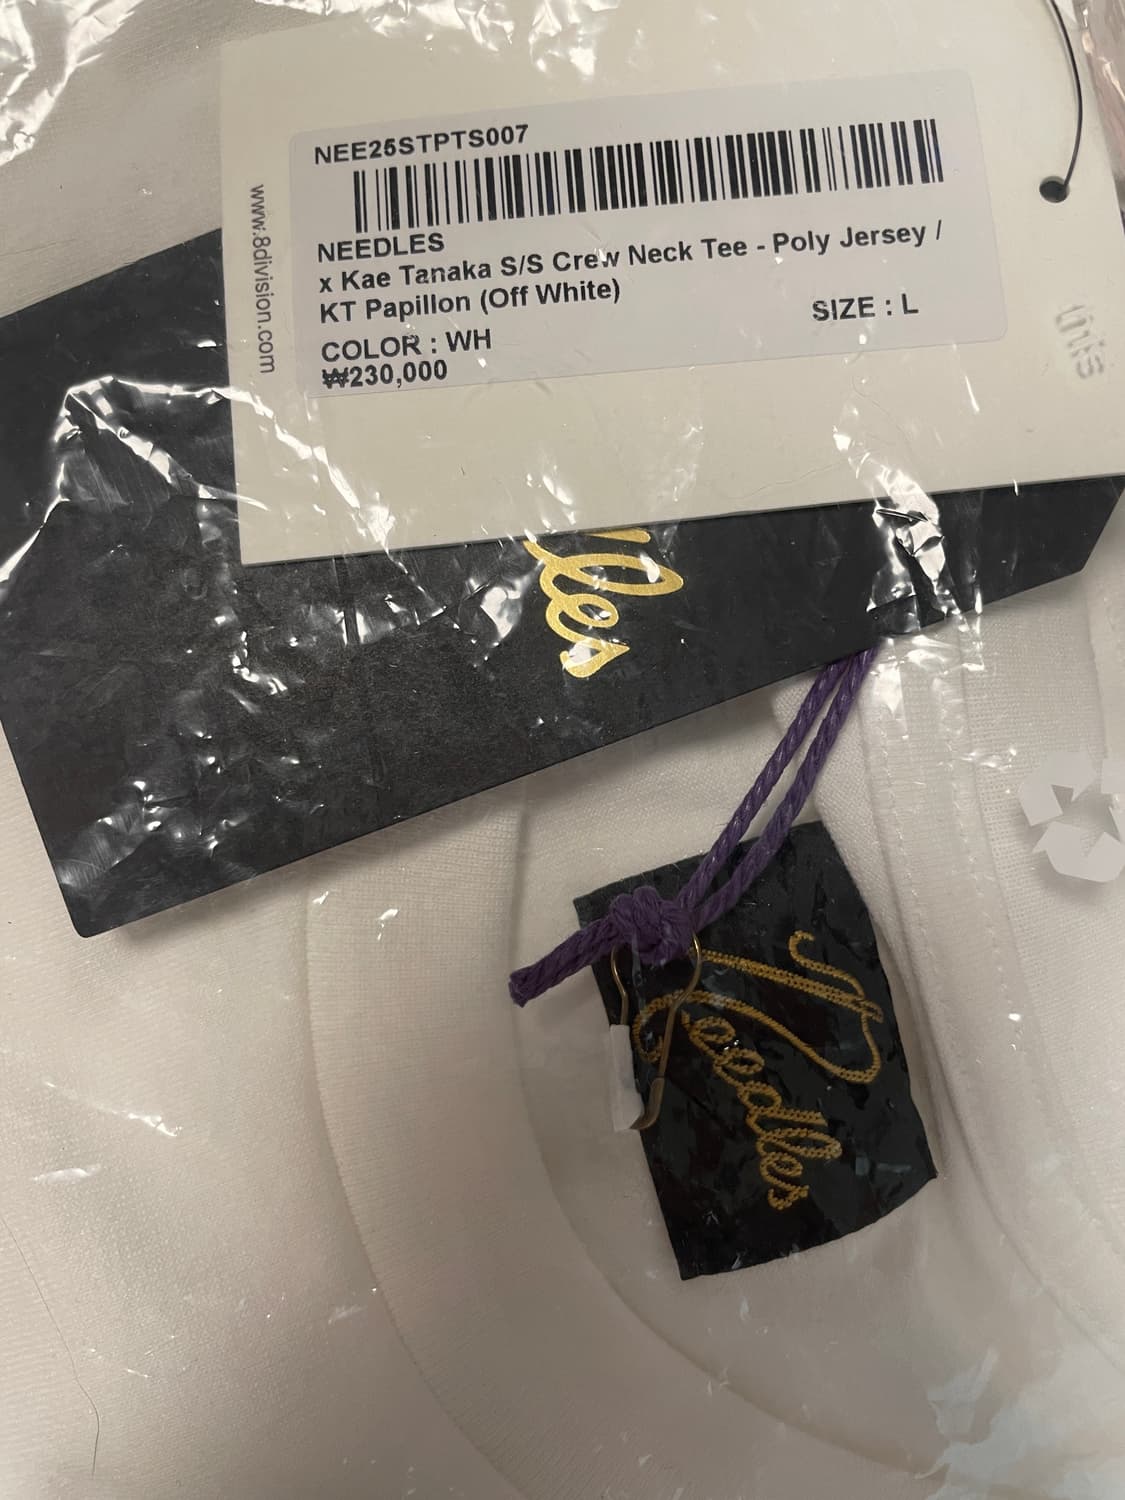 NEE25STPTS007
NEEDLES
x Kae Tanaka S/S Crew Neck Tee - Poly Jersey /
KT Papillon (Off White)
COLOR : WH
SIZE : L
₩230,000
www.8division.com
lles
Needles